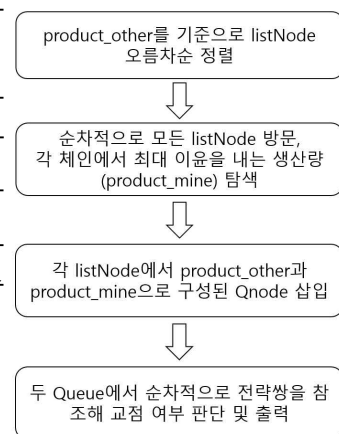 product_other를 기준으로 listNode
오름차순 정렬
순차적으로 모든 listNode 방문,
각 체인에서 최대 이윤을 내는 생산량
(product_mine) 탐색
각 listNode에서 product_other과
product_mine으로 구성된 Qnode 삽입
두 Queue에서 순차적으로 전략쌍을 참
조해 교점 여부 판단 및 출력